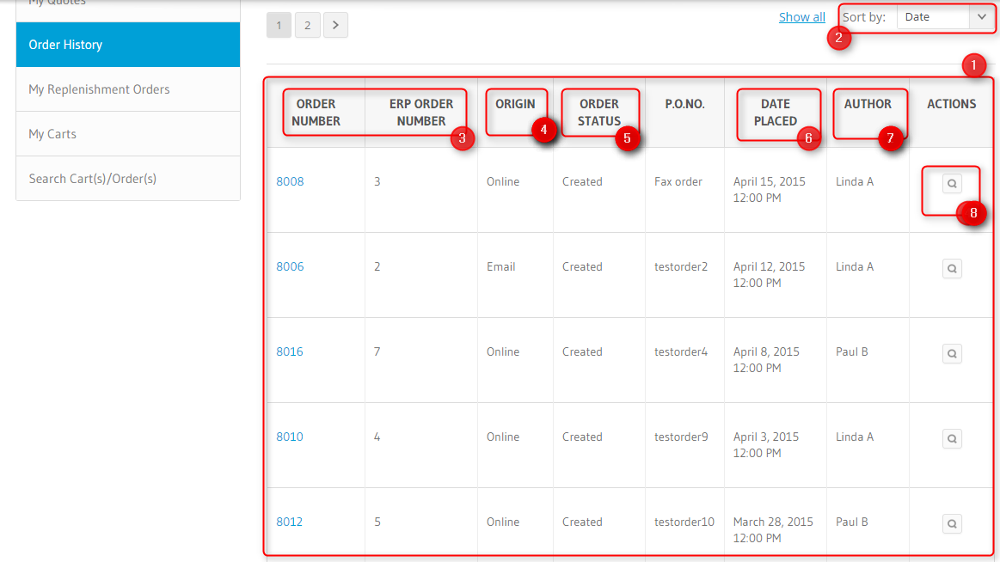 My Quotes
Order History
My Replenishment Orders
My Carts
Search Cart(s)/Order(s)
1 2 >
Show all Sort by: Date
2
1
ORDER NUMBER ERP ORDER NUMBER ORIGIN ORDER STATUS P.O.NO. DATE PLACED AUTHOR ACTIONS
3 4 5 6 7
8008 3 Online Created Fax order April 15, 2015 12:00 PM Linda A
8
8006 2 Email Created testorder2 April 12, 2015 12:00 PM Linda A
8016 7 Online Created testorder4 April 8, 2015 12:00 PM Paul B
8010 4 Online Created testorder9 April 3, 2015 12:00 PM Linda A
8012 5 Online Created testorder10 March 28, 2015 12:00 PM Paul B